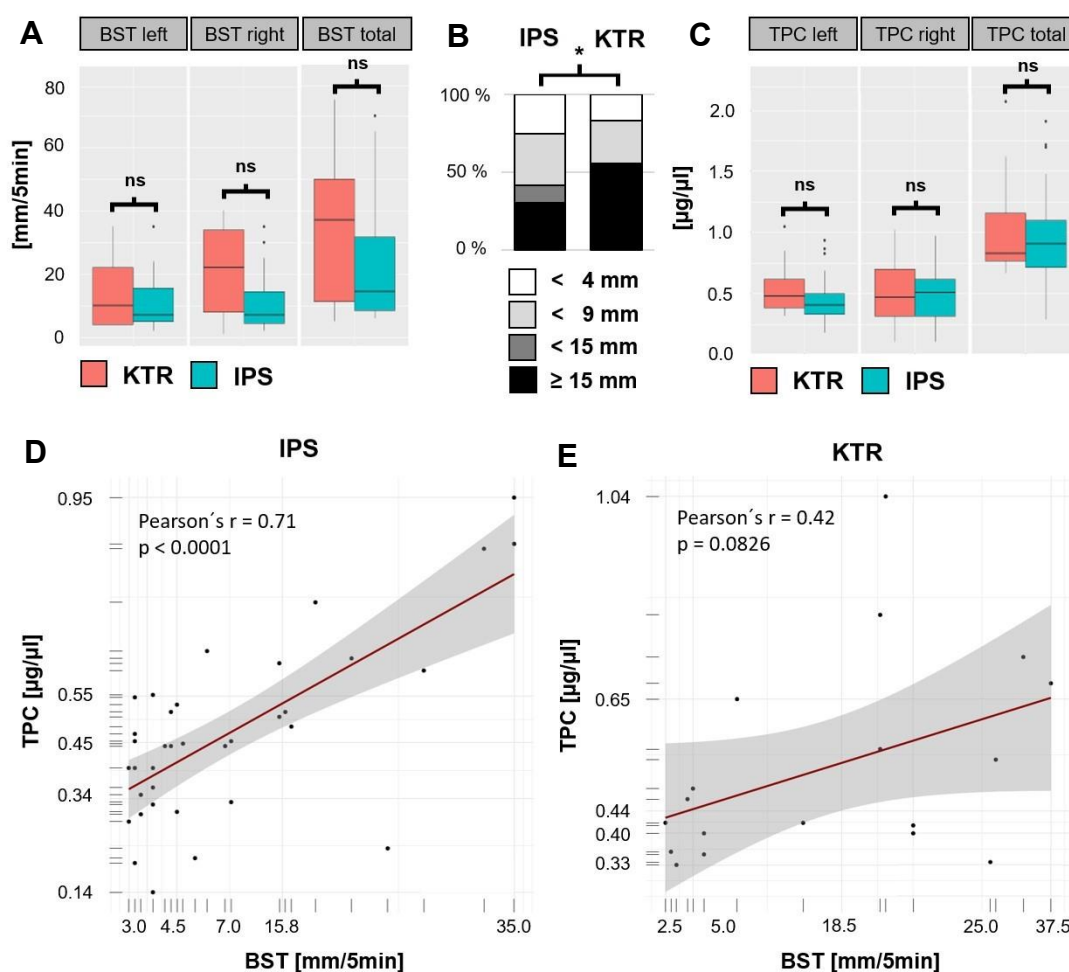 A
BST left
BST right
BST total
ns
ns
ns
80
60
40
20
0
[mm/5min]
KTR
IPS
B
IPS
*
KTR
100 %
50 %
0 %
< 4 mm
< 9 mm
< 15 mm
≥ 15 mm
C
TPC left
TPC right
TPC total
ns
ns
ns
2.0
1.0
0.5
0.0
[µg/µl]
KTR
IPS
D
IPS
Pearson´s r = 0.71
p < 0.0001
0.95
0.55
0.45
0.34
0.14
TPC [µg/µl]
3.0
4.5
7.0
15.8
35.0
BST [mm/5min]
E
KTR
Pearson´s r = 0.42
p = 0.0826
1.04
0.65
0.44
0.40
0.33
TPC [µg/µl]
2.5
5.0
18.5
25.0
37.5
BST [mm/5min]